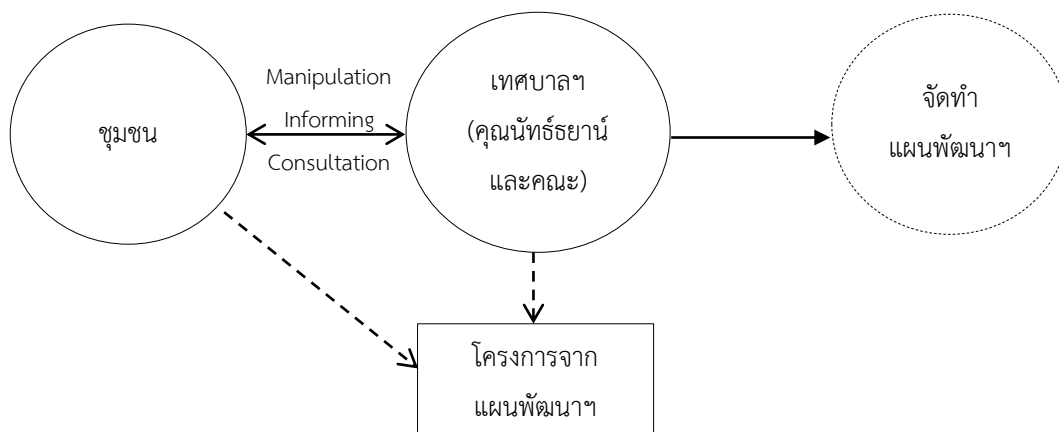 ชุมชน
Manipulation
Informing
Consultation
เทศบาลฯ
(คุณนัทธ์ธยาน์
และคณะ)
จัดทำ
แผนพัฒนาฯ
โครงการจาก
แผนพัฒนาฯ